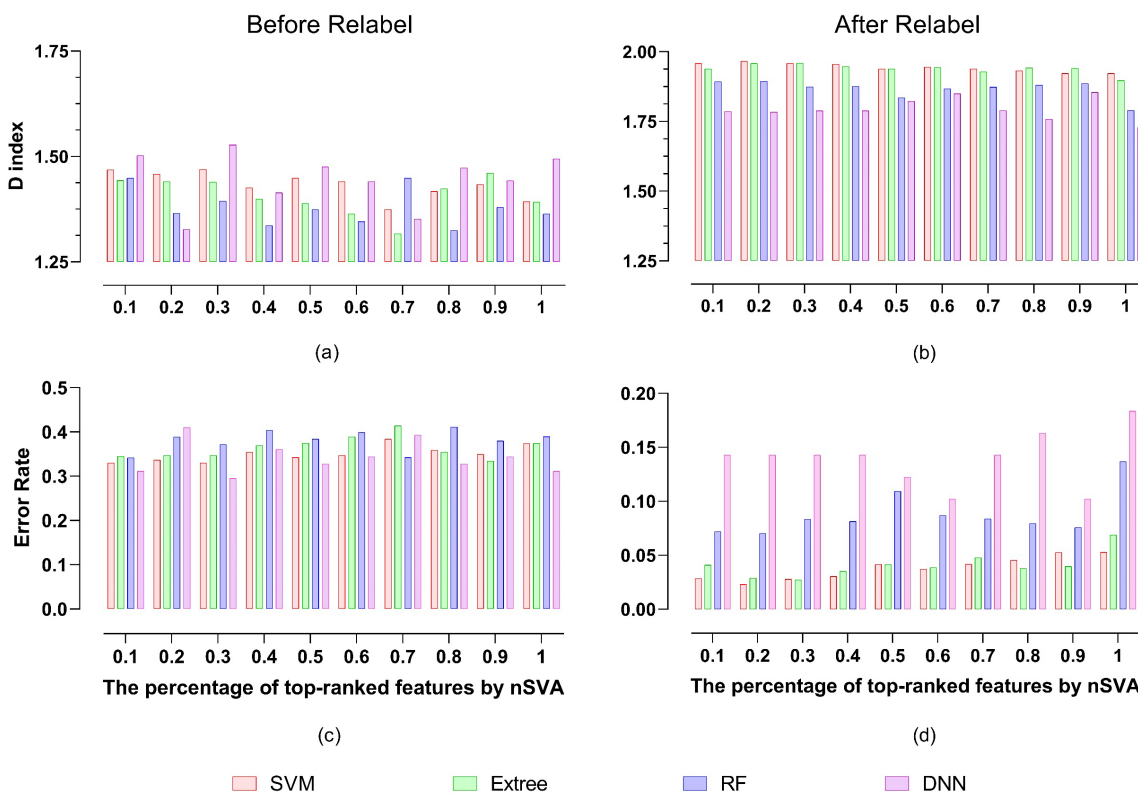 Before Relabel
After Relabel
D index
1.75
1.50
1.25
0.1 0.2 0.3 0.4 0.5 0.6 0.7 0.8 0.9 1
(a)
2.00
1.75
1.50
1.25
0.1 0.2 0.3 0.4 0.5 0.6 0.7 0.8 0.9 1
(b)
Error Rate
0.5
0.4
0.3
0.2
0.1
0.0
0.1 0.2 0.3 0.4 0.5 0.6 0.7 0.8 0.9 1
The percentage of top-ranked features by nSVA
(c)
0.20
0.15
0.10
0.05
0.00
0.1 0.2 0.3 0.4 0.5 0.6 0.7 0.8 0.9 1
The percentage of top-ranked features by nSVA
(d)
SVM Extree RF DNN